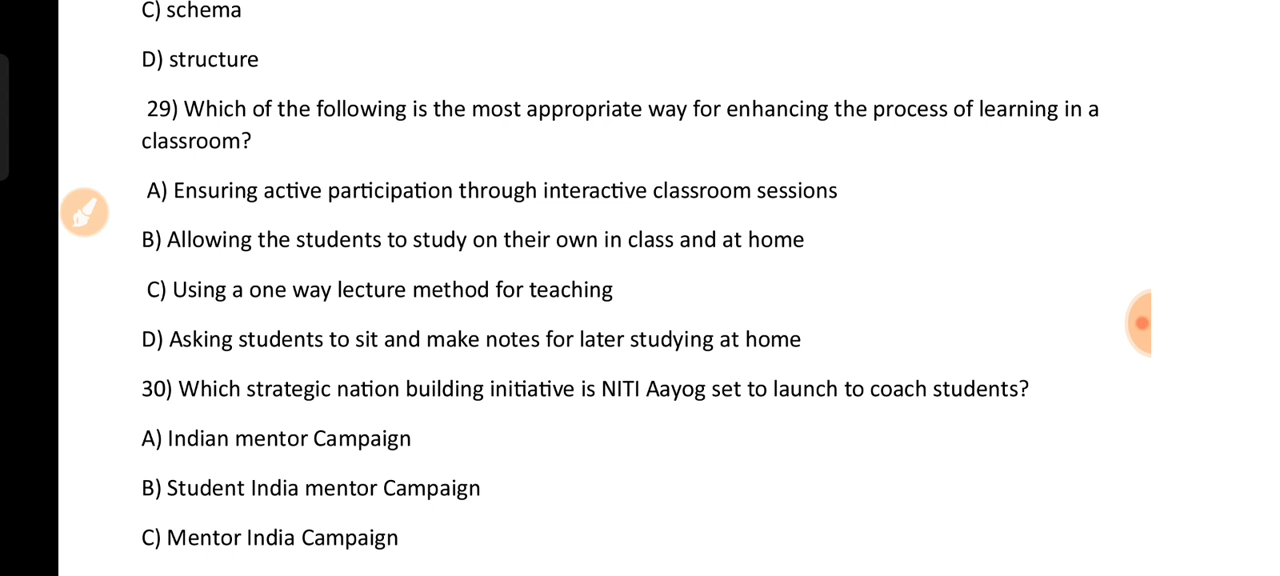 C) schema
D) structure
29) Which of the following is the most appropriate way for enhancing the process of learning in a
classroom?
A) Ensuring active participation through interactive classroom sessions
B) Allowing the students to study on their own in class and at home
C) Using a one way lecture method for teaching
D) Asking students to sit and make notes for later studying at home
30) Which strategic nation building initiative is NITI Aayog set to launch to coach students?
A) Indian mentor Campaign
B) Student India mentor Campaign
C) Mentor India Campaign